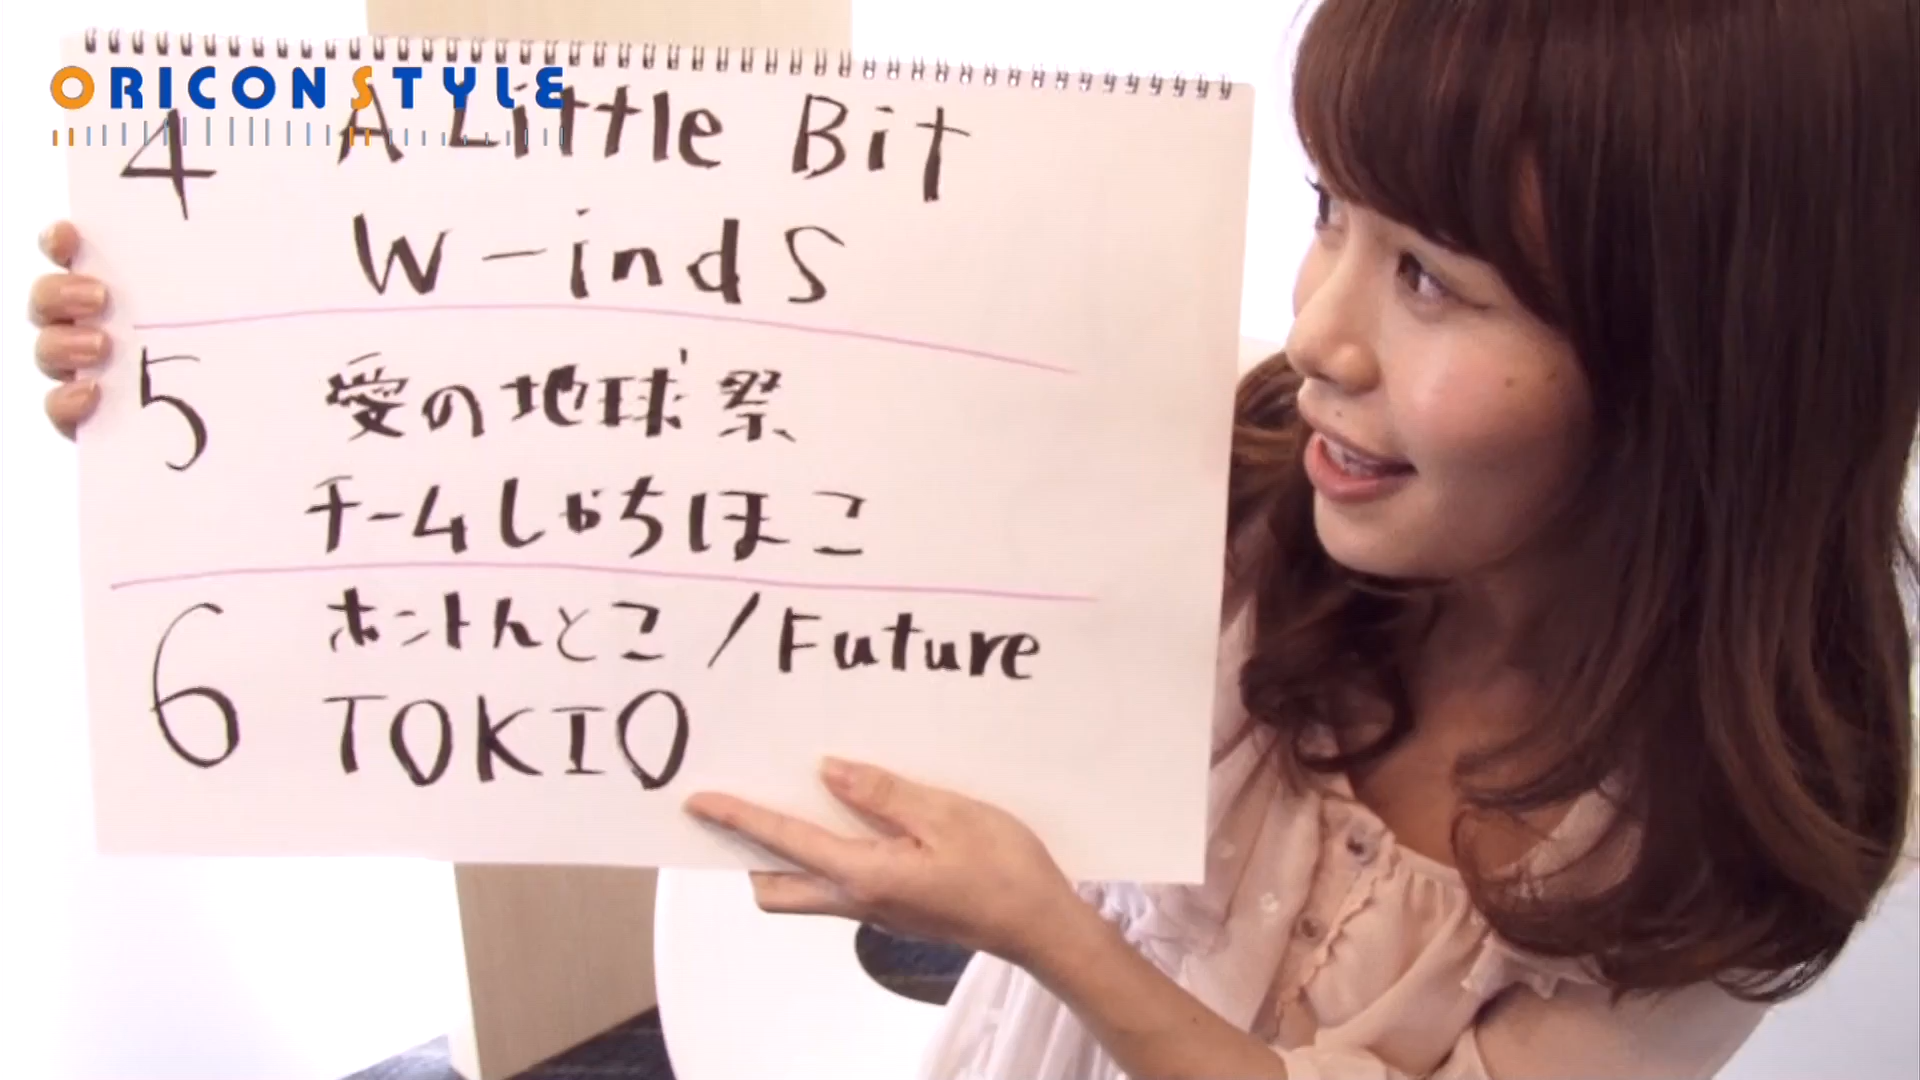 ORICON STYLE
4 A Little Bit
W-indS
5 愛の地球祭
チームしゃちほこ
6 ホントんとこ/Future
TOKIO